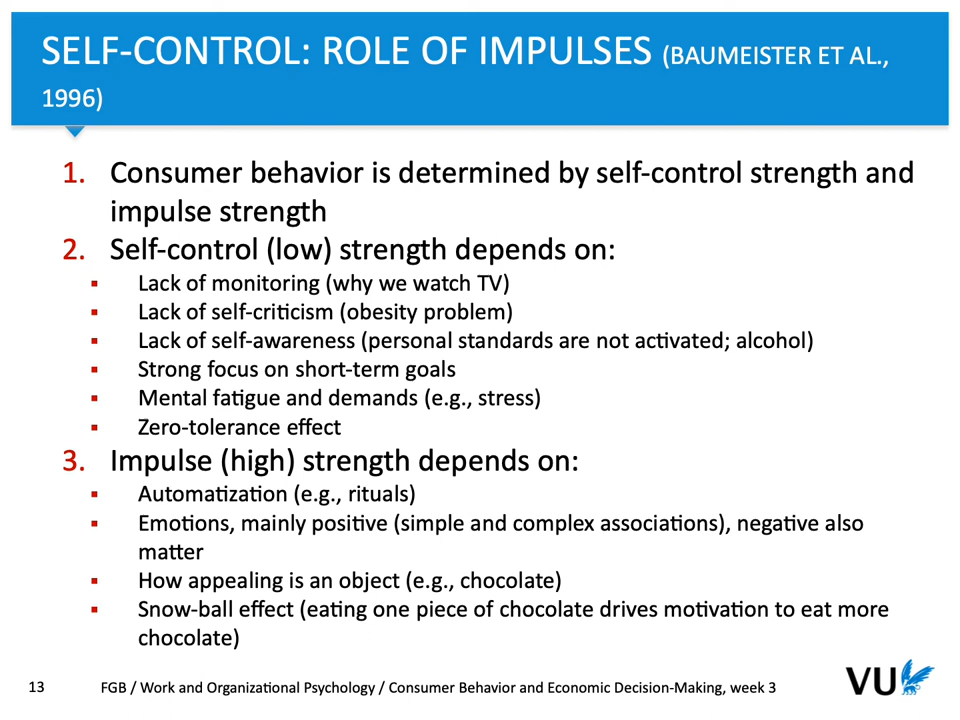 SELF-CONTROL: ROLE OF IMPULSES (BAUMEISTER ET AL.,
1996)
1. Consumer behavior is determined by self-control strength and
impulse strength
2. Self-control (low) strength depends on:
▪ Lack of monitoring (why we watch TV)
▪ Lack of self-criticism (obesity problem)
▪ Lack of self-awareness (personal standards are not activated; alcohol)
▪ Strong focus on short-term goals
▪ Mental fatigue and demands (e.g., stress)
▪ Zero-tolerance effect
3. Impulse (high) strength depends on:
▪ Automatization (e.g., rituals)
▪ Emotions, mainly positive (simple and complex associations), negative also
matter
▪ How appealing is an object (e.g., chocolate)
▪ Snow-ball effect (eating one piece of chocolate drives motivation to eat more
chocolate)
13 FGB / Work and Organizational Psychology / Consumer Behavior and Economic Decision-Making, week 3
VU